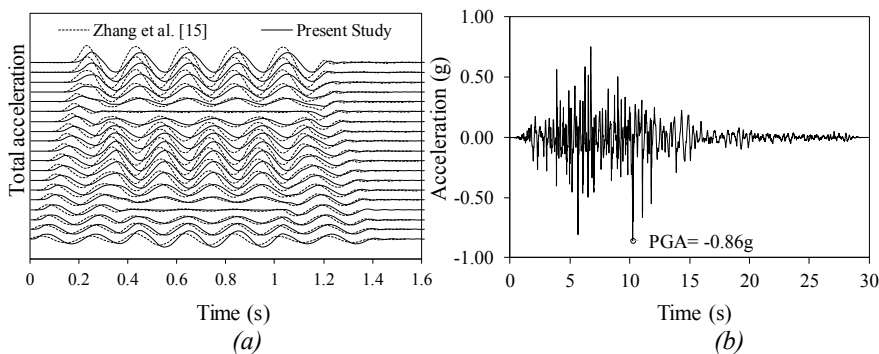 Zhang et al. [15]
Present Study
Total acceleration
0 0.2 0.4 0.6 0.8 1 1.2 1.4 1.6
Time (s)
(a)
Acceleration (g)
1.00
0.50
0.00
-0.50
-1.00
PGA= -0.86g
0 5 10 15 20 25 30
Time (s)
(b)